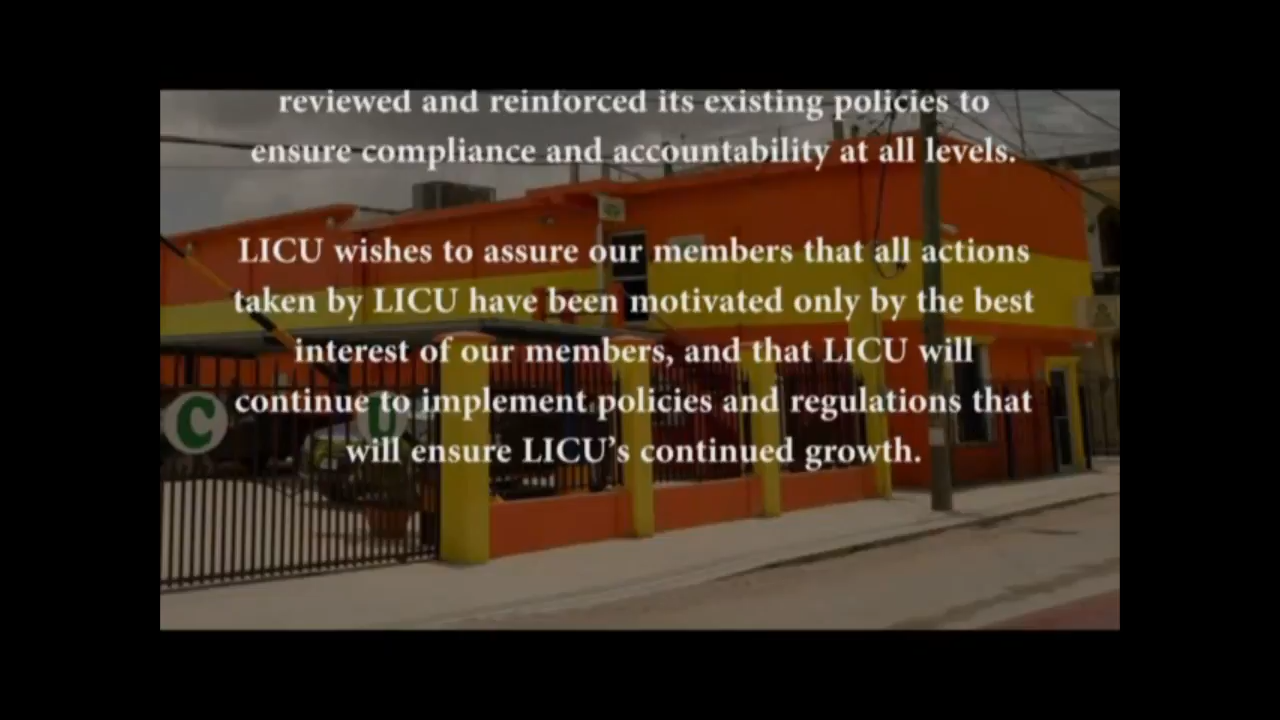 reviewed and reinforced its existing policies to
ensure compliance and accountability at all levels.
LICU wishes to assure our members that all actions
taken by LICU have been motivated only by the best
interest of our members, and that LICU will
continue to implement policies and regulations that
will ensure LICU’s continued growth.
C U